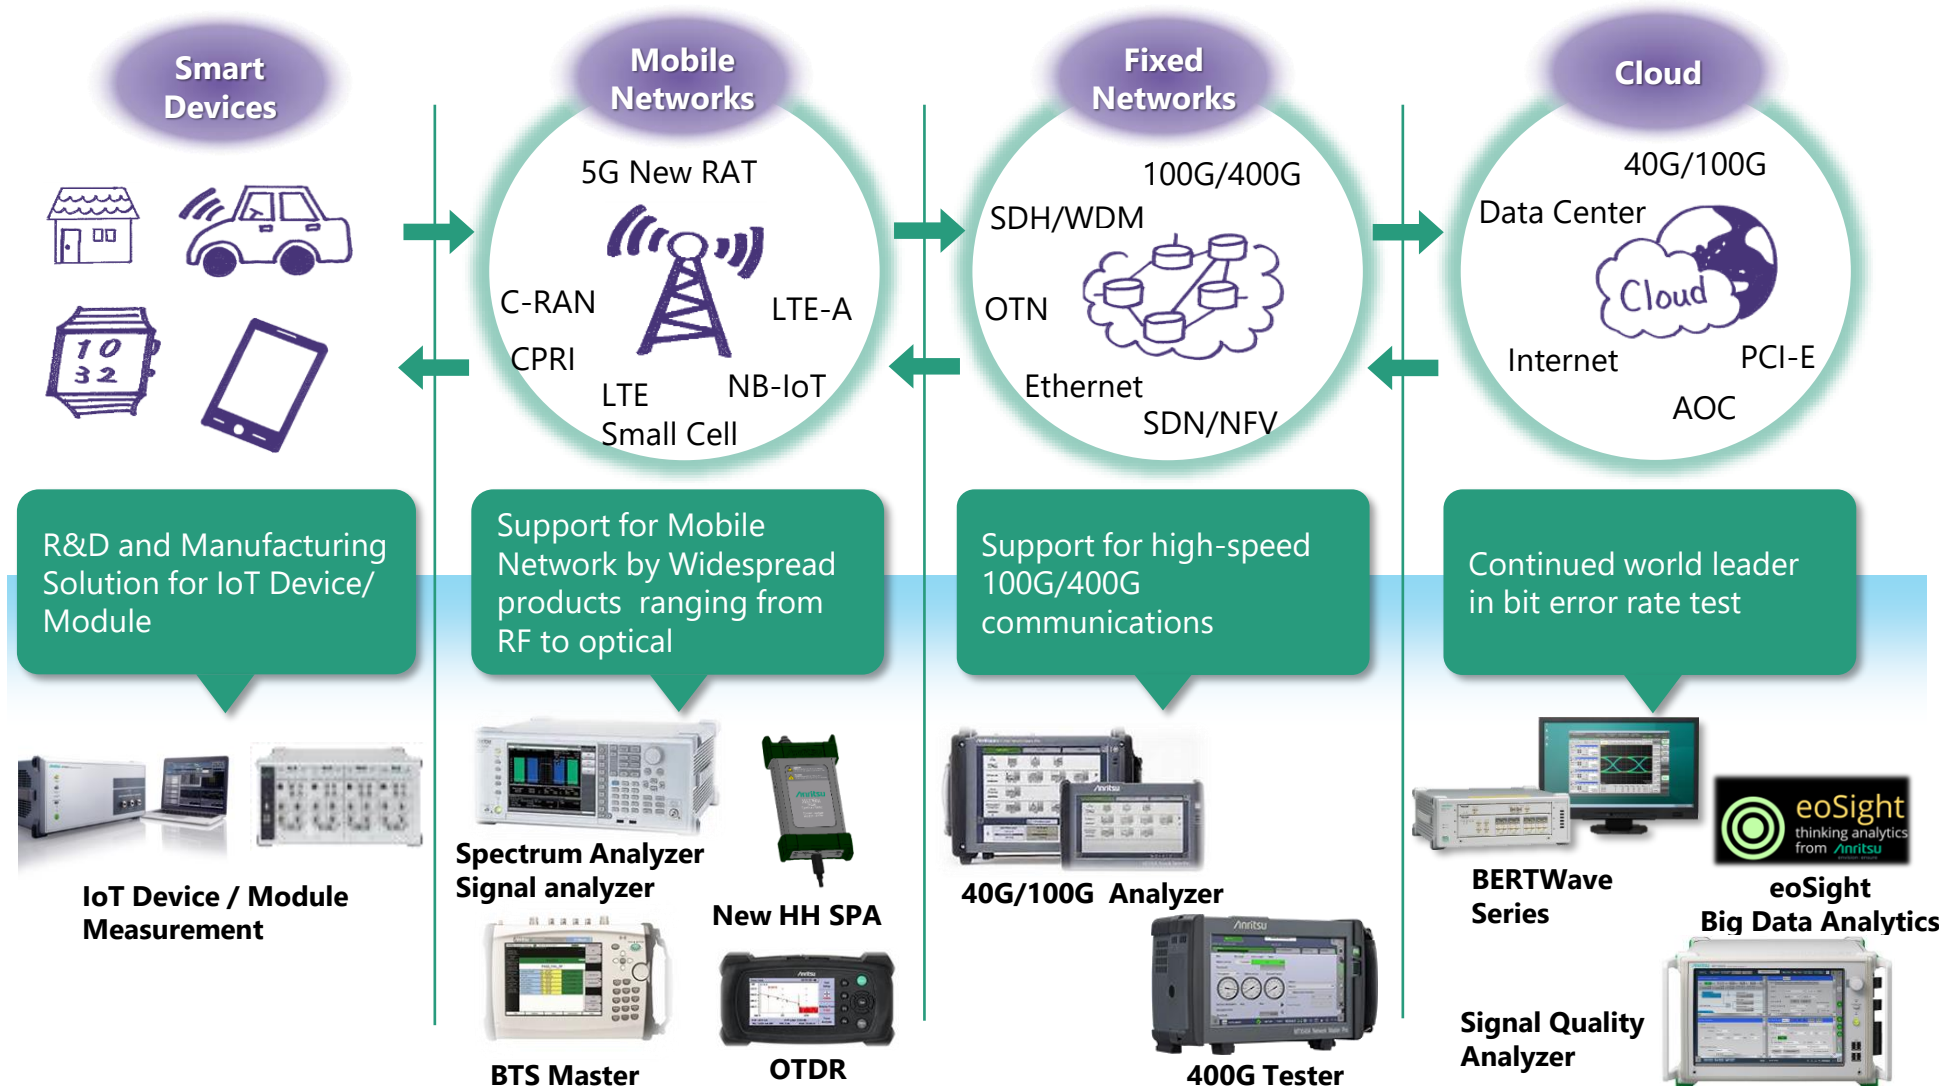 Smart
Devices
Mobile
Networks
Fixed
Networks
Cloud
5G New RAT
C-RAN
LTE-A
CPRI
NB-IoT
LTE
Small Cell
100G/400G
SDH/WDM
OTN
Ethernet
SDN/NFV
40G/100G
Data Center
Cloud
Internet
PCI-E
AOC
10
32
R&D and Manufacturing
Solution for IoT Device/
Module
Support for Mobile
Network by Widespread
products ranging from
RF to optical
Support for high-speed
100G/400G
communications
Continued world leader
in bit error rate test
IoT Device / Module
Measurement
Spectrum Analyzer
Signal analyzer
Anritsu
New HH SPA
BTS Master
Anritsu
OTDR
Anritsu
40G/100G Analyzer
Anritsu
400G Tester
BERTWave
Series
eoSight
thinking analytics
from Anritsu
eoSight
Big Data Analytics
Signal Quality
Analyzer